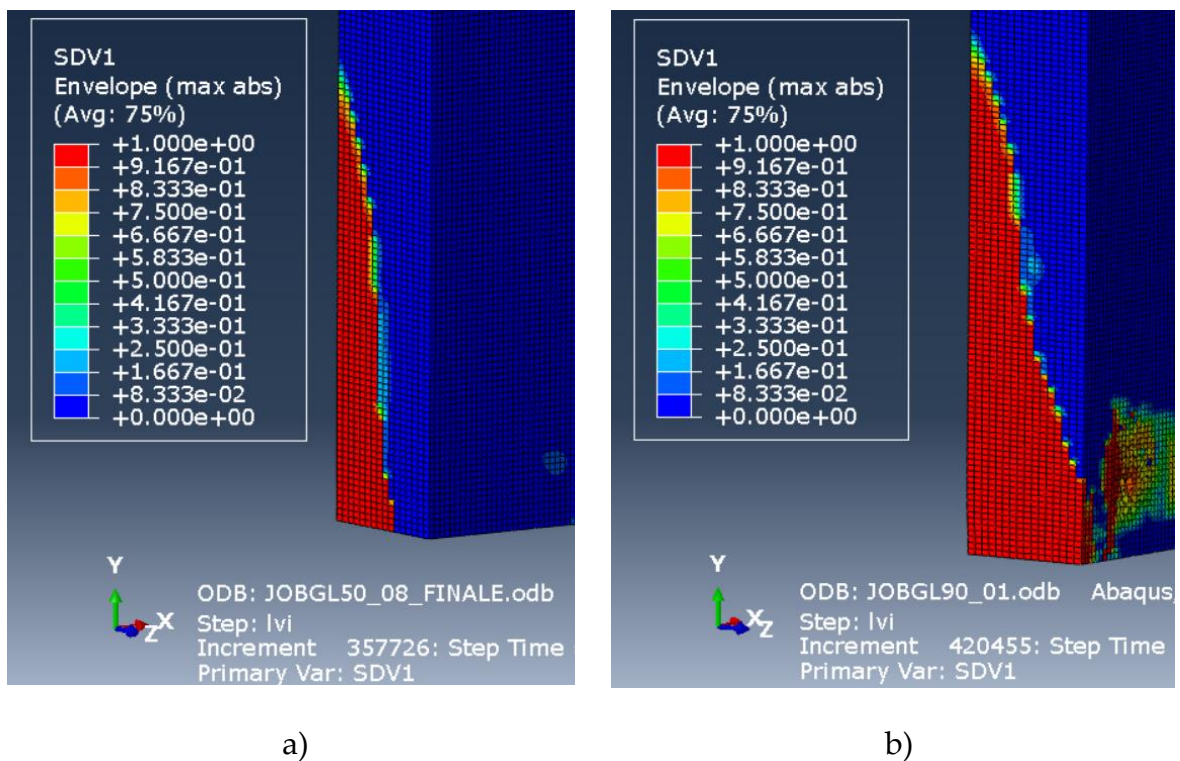 SDV1
Envelope (max abs)
(Avg: 75%)
+1.000e+00
+9.167e-01
+8.333e-01
+7.500e-01
+6.667e-01
+5.833e-01
+5.000e-01
+4.167e-01
+3.333e-01
+2.500e-01
+1.667e-01
+8.333e-02
+0.000e+00
Y
X
Z
ODB: JOBGL50_08_FINALE.odb
Step: lvi
Increment 357726: Step Time
Primary Var: SDV1
a)
SDV1
Envelope (max abs)
(Avg: 75%)
+1.000e+00
+9.167e-01
+8.333e-01
+7.500e-01
+6.667e-01
+5.833e-01
+5.000e-01
+4.167e-01
+3.333e-01
+2.500e-01
+1.667e-01
+8.333e-02
+0.000e+00
Y
X
Z
ODB: JOBGL90_01.odb Abaqus
Step: lvi
Increment 420455: Step Time
Primary Var: SDV1
b)